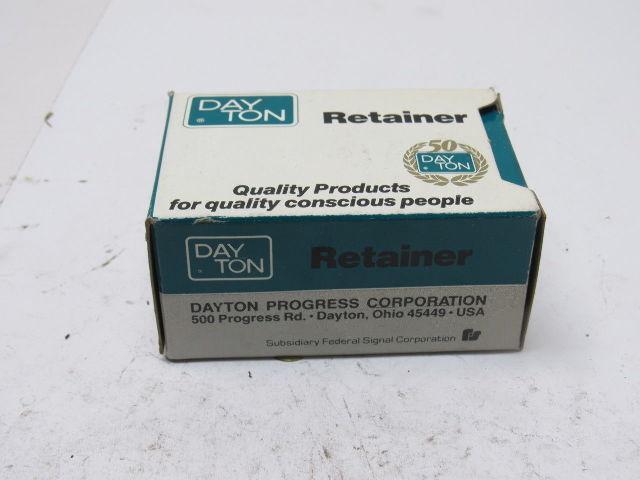 DAY
TON
®
Retainer
50
DAY
TON
Quality Products
for quality conscious people
DAY
TON
®
Retainer
DAYTON PROGRESS CORPORATION
500 Progress Rd. • Dayton, Ohio 45449 • USA
Subsidiary Federal Signal Corporation